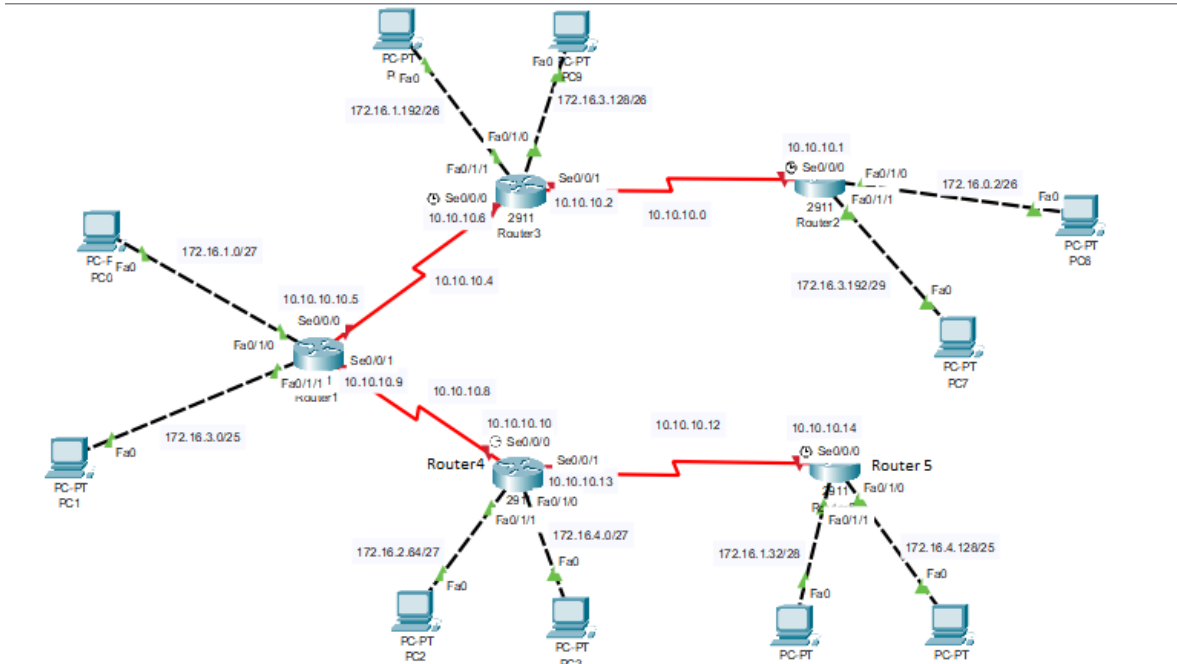 PC-PT
Fa0
172.16.1.192/26
Fa0/1/1
PC-PT
PC9
Fa0
172.16.3.128/26
Fa0/1/0
Se0/0/0
10.10.10.6
2911
Router3
Se0/0/1
10.10.10.2
10.10.10.0
10.10.10.1
Se0/0/0
Fa0/1/0
Fa0/1/1
2911
Router2
172.16.0.2/26
Fa0
PC-PT
172.16.3.192/29
Fa0
PC-PT
PC7
10.10.10.4
Fa0
PC0
172.16.1.0/27
10.10.10.10.5
Se0/0/0
Fa0/1/0
Se0/0/1
Fa0/1/1
Router1
10.10.10.9
172.16.3.0/25
Fa0
PC-PT
PC1
10.10.10.8
10.10.10.10
Se0/0/0
Router4
Se0/0/1
10.10.10.13
Fa0/1/0
Fa0/1/1
10.10.10.12
10.10.10.14
Se0/0/0
Router 5
2911
Fa0/1/0
Fa0/1/1
172.16.2.64/27
Fa0
PC-PT
PC2
172.16.4.0/27
Fa0
PC-PT
172.16.1.32/28
Fa0
PC-PT
172.16.4.128/25
Fa0
PC-PT